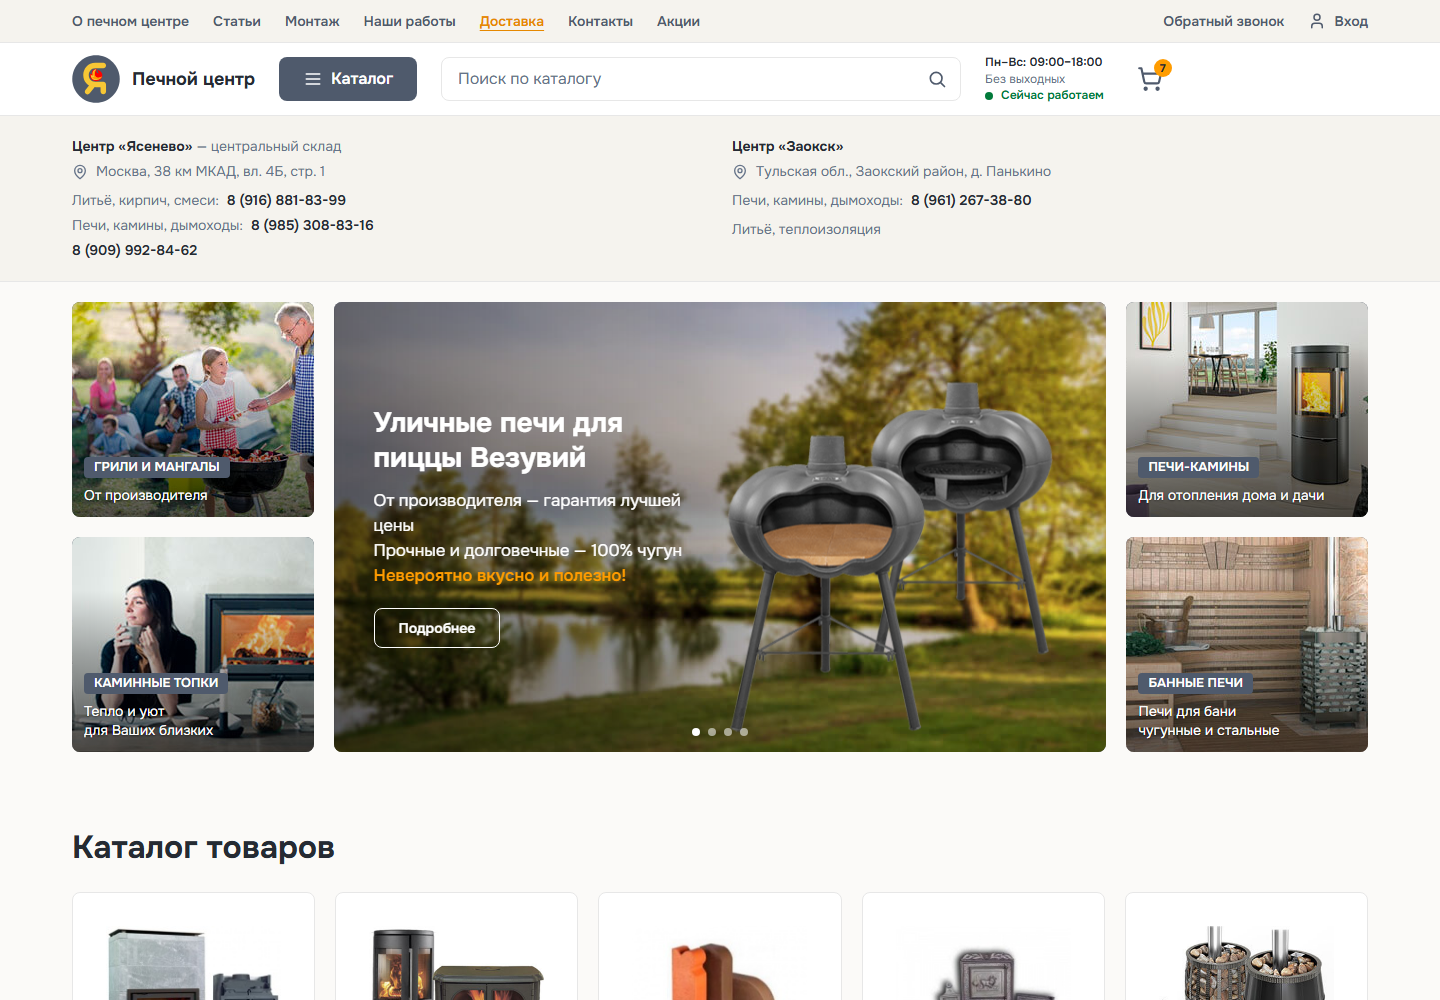 О печном центре Статьи Монтаж Наши работы Доставка Контакты Акции Обратный звонок Вход
Печной центр Каталог Поиск по каталогу
Пн–Вс: 09:00–18:00
Без выходных
Сейчас работаем
7
Центр «Ясенево» — центральный склад
Москва, 38 км МКАД, вл. 4Б, стр. 1
Литьё, кирпич, смеси: 8 (916) 881-83-99
Печи, камины, дымоходы: 8 (985) 308-83-16
8 (909) 992-84-62
Центр «Заокск»
Тульская обл., Заокский район, д. Панькино
Печи, камины, дымоходы: 8 (961) 267-38-80
Литьё, теплоизоляция
ГРИЛИ И МАНГАЛЫ
От производителя
КАМИННЫЕ ТОПКИ
Тепло и уют
для Ваших близких
Уличные печи для
пиццы Везувий
От производителя — гарантия лучшей
цены
Прочные и долговечные — 100% чугун
Невероятно вкусно и полезно!
Подробнее
ПЕЧИ-КАМИНЫ
Для отопления дома и дачи
БАННЫЕ ПЕЧИ
Печи для бани
чугунные и стальные
Каталог товаров